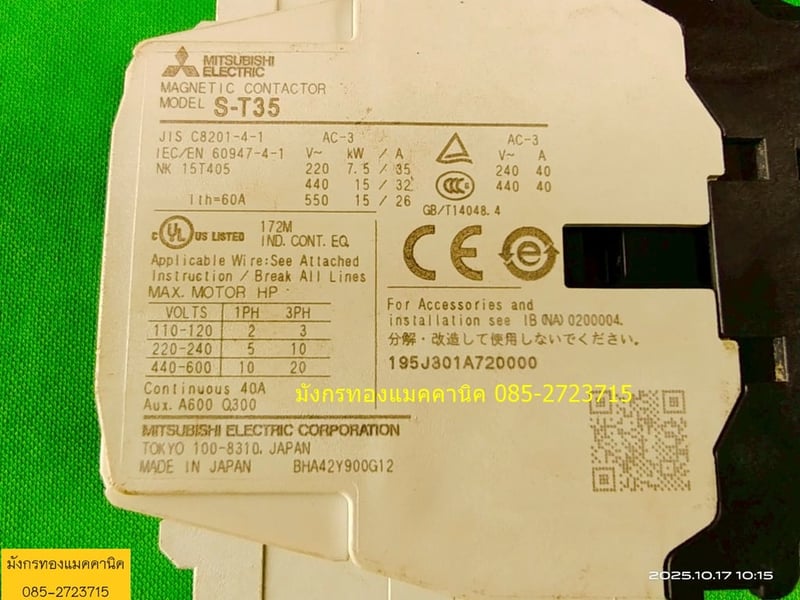 MITSUBISHI
ELECTRIC
MAGNETIC CONTACTOR
MODEL S-T35
JIS C8201-4-1
IEC/EN 60947-4-1
NK 15T405
Ith=60A
AC-3
V~ kW / A
220 7.5 / 35
440 15 / 32
550 15 / 26
CCC
GB/T14048.4
AC-3
V~ A
240 40
440 40
c UL US LISTED
172M
IND. CONT. EQ.
Applicable Wire:See Attached
Instruction / Break All Lines
MAX. MOTOR HP
VOLTS 1PH 3PH
110-120 2 3
220-240 5 10
440-600 10 20
Continuous 40A
Aux. A600 Q300
CE
For Accessories and
installation see IB(NA)0200004.
分解・改造して使用しないでください。
195J301A720000
มังกรทองแมคคานิค 085-2723715
MITSUBISHI ELECTRIC CORPORATION
TOKYO 100-8310, JAPAN
MADE IN JAPAN BHA42Y900G12
มังกรทองแมคคานิค
085-2723715
2025.10.17 10:15